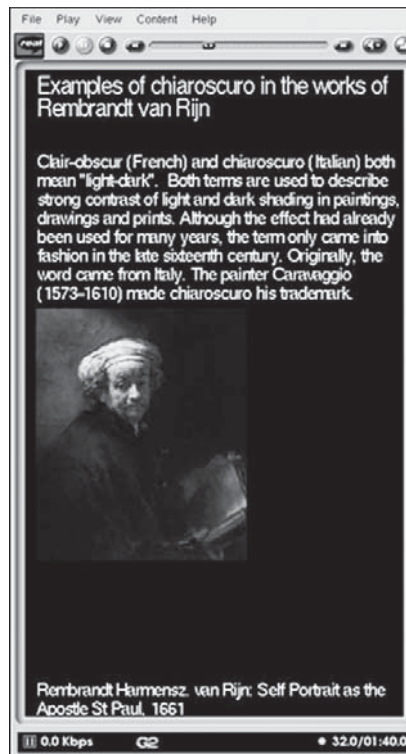 File Play View Content Help
real
Examples of chiaroscuro in the works of
Rembrandt van Rijn
Clair-obscur (French) and chiaroscuro (Italian) both
mean "light-dark". Both terms are used to describe
strong contrast of light and dark shading in paintings,
drawings and prints. Although the effect had already
been used for many years, the term only came into
fashion in the late sixteenth century. Originally, the
word came from Italy. The painter Caravaggio
(1573-1610) made chiaroscuro his trademark.
Rembrandt Harmensz. van Rijn: Self Portrait as the
Apostle St Paul, 1661
0.0 Kbps G2 32.0/01:40.0